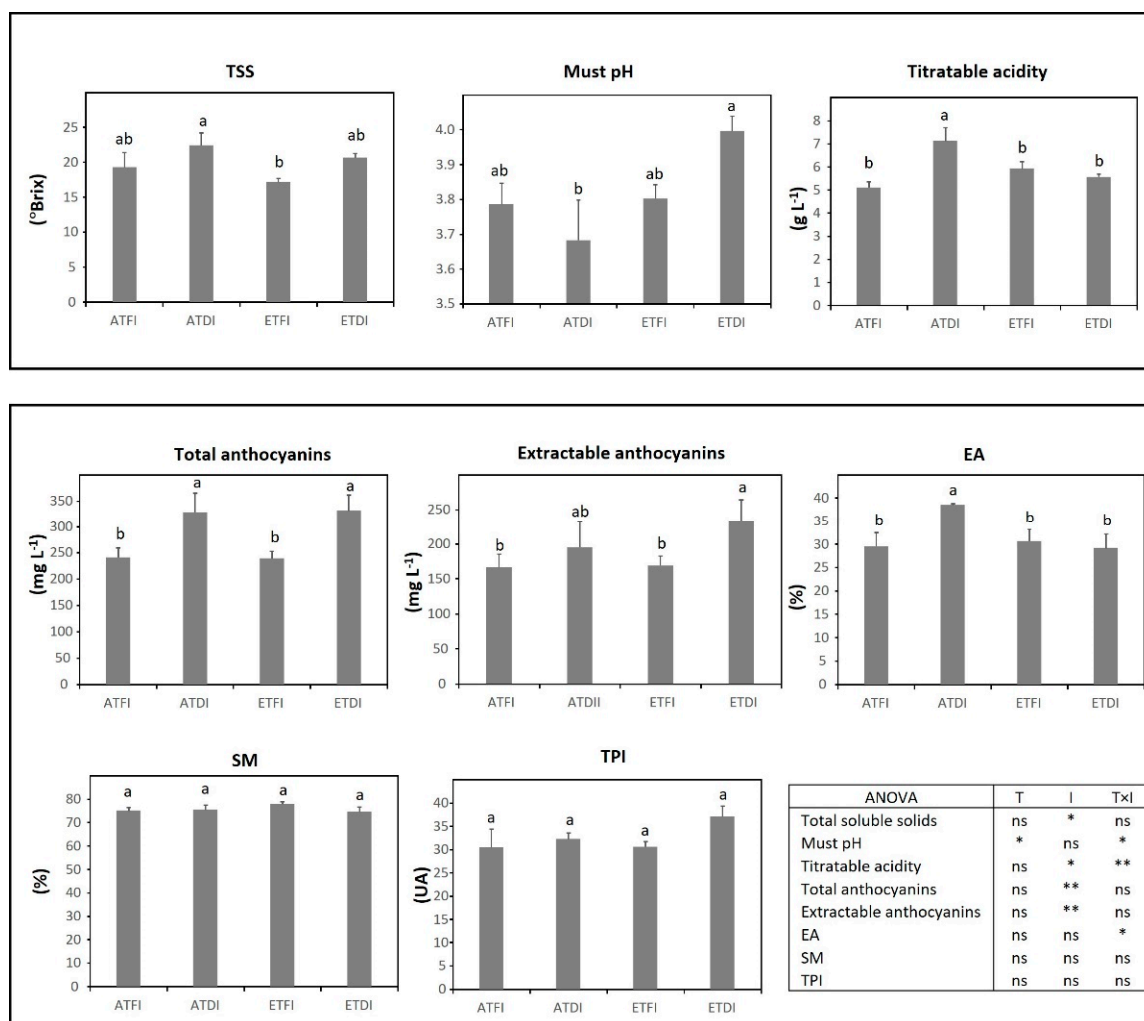 TSS
(°Brix)
25
20
15
10
5
0
ab
a
b
ab
ATFI
ATDI
ETFI
ETDI
Must pH
4.0
3.9
3.8
3.7
3.6
3.5
ab
b
ab
a
ATFI
ATDI
ETFI
ETDI
Titratable acidity
(g L-1)
8
7
6
5
4
3
2
1
0
b
a
b
b
ATFI
ATDI
ETFI
ETDI
Total anthocyanins
(mg L-1)
350
300
250
200
150
100
50
0
b
a
b
a
ATFI
ATDI
ETFI
ETDI
Extractable anthocyanins
(mg L-1)
250
200
150
100
50
0
b
ab
b
a
ATFI
ATDII
ETFI
ETDI
EA
(%)
40
35
30
25
20
15
10
5
0
b
a
b
b
ATFI
ATDI
ETFI
ETDI
SM
(%)
80
70
60
50
40
30
20
10
0
a
a
a
a
ATFI
ATDI
ETFI
ETDI
TPI
(UA)
40
35
30
25
20
15
10
5
0
a
a
a
a
ATFI
ATDI
ETFI
ETDI
ANOVA T I T×I
Total soluble solids ns * ns
Must pH * ns *
Titratable acidity ns * **
Total anthocyanins ns ** ns
Extractable anthocyanins ns ** ns
EA ns ns *
SM ns ns ns
TPI ns ns ns